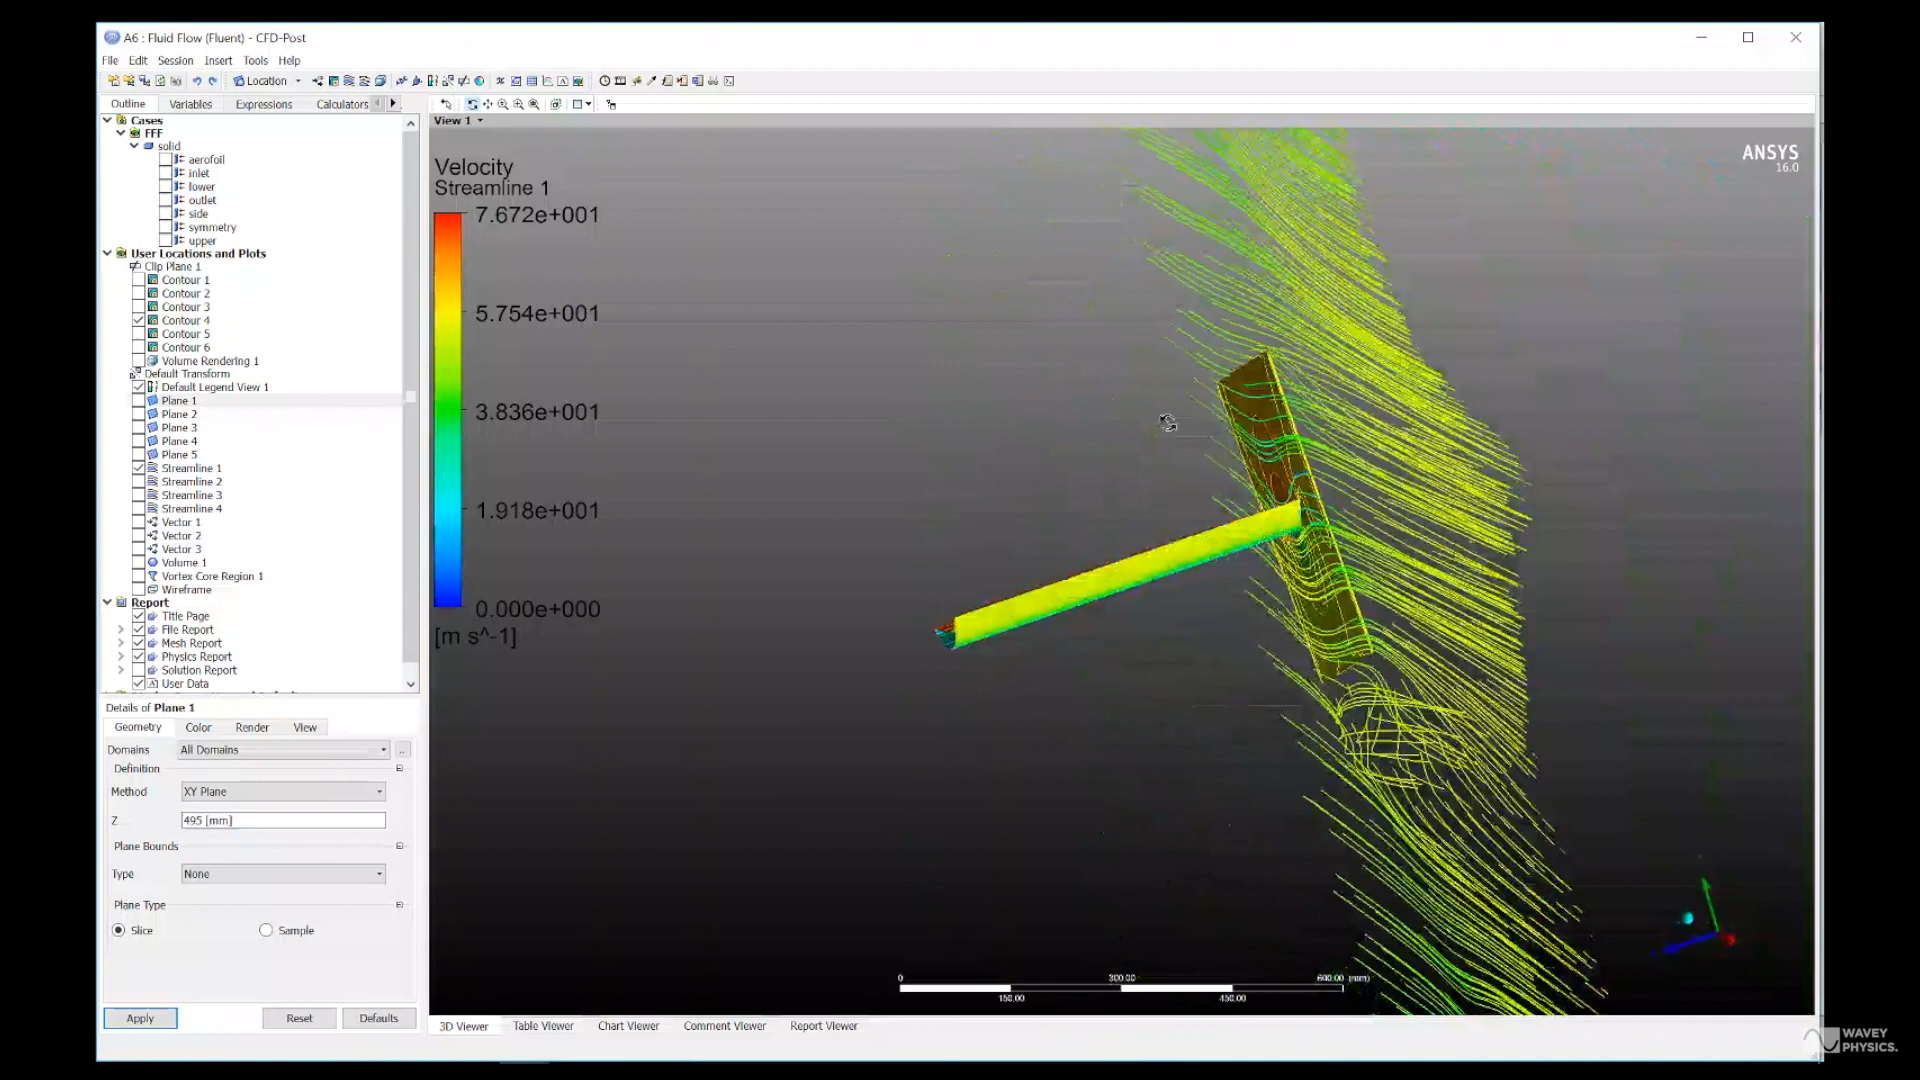 A6 : Fluid Flow (Fluent) - CFD-Post
File Edit Session Insert Tools Help
Location
Outline Variables Expressions Calculators
View 1
Cases
FFF
solid
aerofoil
inlet
lower
outlet
side
symmetry
upper
User Locations and Plots
Clip Plane 1
Contour 1
Contour 2
Contour 3
Contour 4
Contour 5
Contour 6
Volume Rendering 1
Default Transform
Default Legend View 1
Plane 1
Plane 2
Plane 3
Plane 4
Plane 5
Streamline 1
Streamline 2
Streamline 3
Streamline 4
Vector 1
Vector 2
Vector 3
Volume 1
Vortex Core Region 1
Wireframe
Report
Title Page
File Report
Mesh Report
Physics Report
Solution Report
User Data
Details of Plane 1
Geometry Color Render View
Domains All Domains ...
Definition
Method XY Plane
Z 495 [mm]
Plane Bounds
Type None
Plane Type
Slice Sample
Apply Reset Defaults
Velocity
Streamline 1
7.672e+001
5.754e+001
3.836e+001
1.918e+001
0.000e+000
[m s^-1]
ANSYS
16.0
0 300.00 600.00 (mm)
150.00 450.00
3D Viewer Table Viewer Chart Viewer Comment Viewer Report Viewer
WAVEY
PHYSICS.